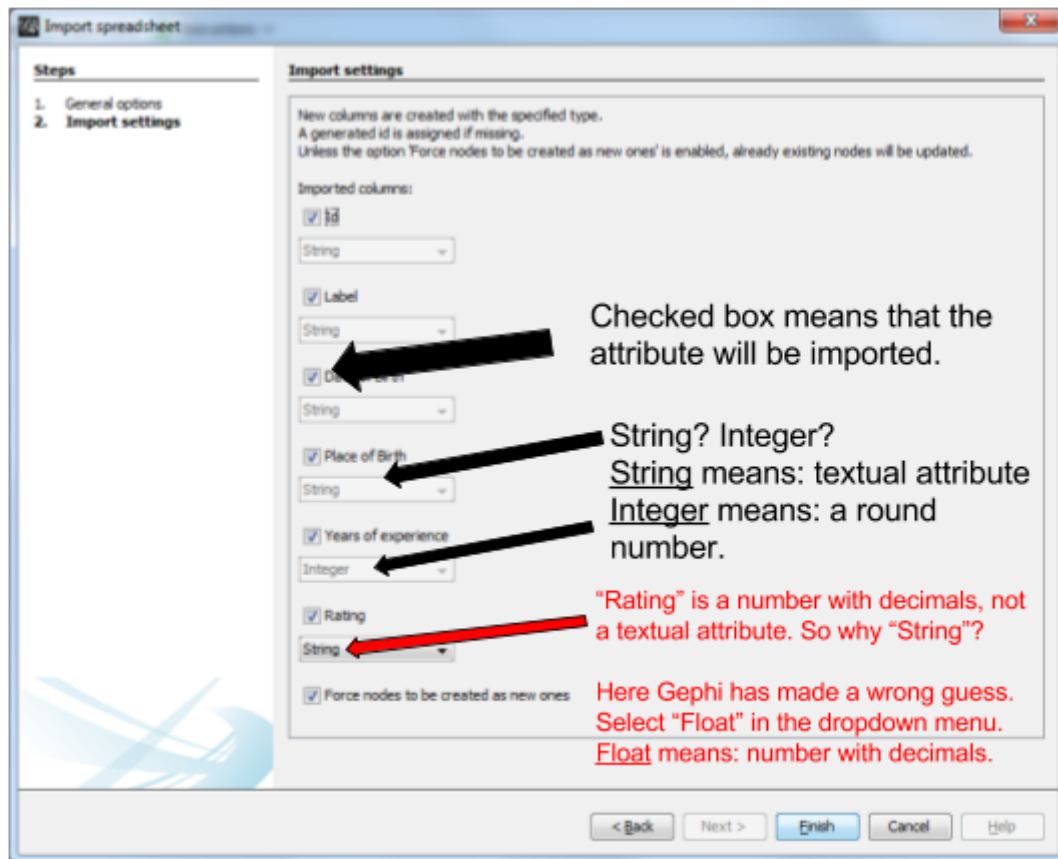 Import spreadsheet
Steps
1. General options
2. Import settings
Import settings
New columns are created with the specified type.
A generated id is assigned if missing.
Unless the option 'Force nodes to be created as new ones' is enabled, already existing nodes will be updated.
Imported columns:
Id
String
Label
String
Birth
String
Place of Birth
String
Years of experience
Integer
Rating
String
Force nodes to be created as new ones
Checked box means that the
attribute will be imported.
String? Integer?
String means: textual attribute
Integer means: a round
number.
“Rating” is a number with decimals, not
a textual attribute. So why “String”?
Here Gephi has made a wrong guess.
Select “Float” in the dropdown menu.
Float means: number with decimals.
< Back
Next >
Finish
Cancel
Help